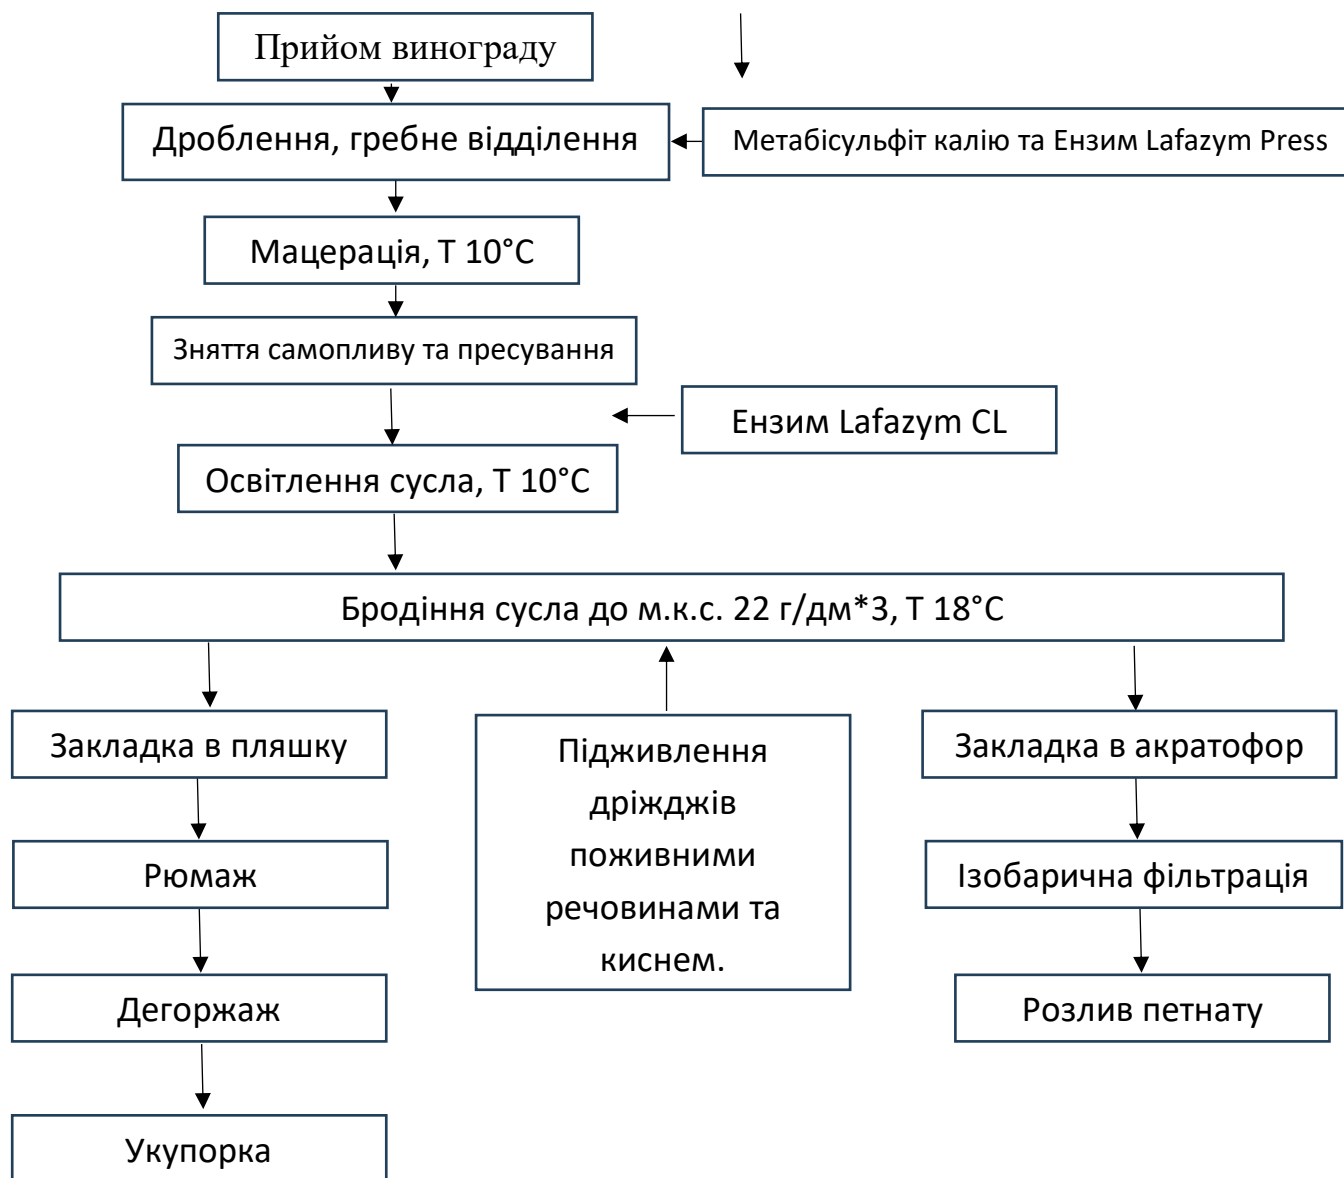 Прийом винограду
Дроблення, гребне відділення
Метабісульфіт калію та Ензим Lafazym Press
Мацерація, Т 10°С
Зняття самопливу та пресування
Ензим Lafazym CL
Освітлення сусла, Т 10°С
Бродіння сусла до м.к.с. 22 г/дм*3, Т 18°С
Закладка в пляшку
Підживлення
дріжджів
поживними
речовинами та
киснем.
Закладка в акратофор
Рюмаж
Ізобарична фільтрація
Дегоржаж
Розлив петнату
Укупорка